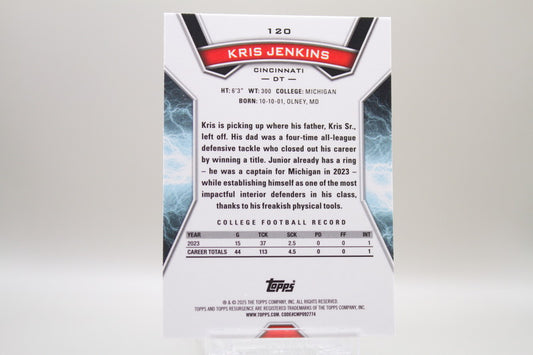 120
KRIS JENKINS
CINCINNATI
– DT –
HT: 6'3" WT: 300 COLLEGE: MICHIGAN
BORN: 10-10-01, OLNEY, MD
Kris is picking up where his father, Kris Sr.,
left off. His dad was a four-time all-league
defensive tackle who closed out his career
by winning a title. Junior already has a ring
– he was a captain for Michigan in 2023 –
while establishing himself as one of the most
impactful interior defenders in his class,
thanks to his freakish physical tools.
COLLEGE FOOTBALL RECORD
YEAR G TCK SCK PD FF INT
2023 15 37 2.5 0 0 1
CAREER TOTALS 44 113 4.5 0 0 1
Topps
® & © 2025 THE TOPPS COMPANY, INC. ALL RIGHTS RESERVED.
TOPPS AND TOPPS RESURGENCE ARE TRADEMARKS OF THE TOPPS COMPANY, INC.
WWW.TOPPS.COM. CODE#CMP092774